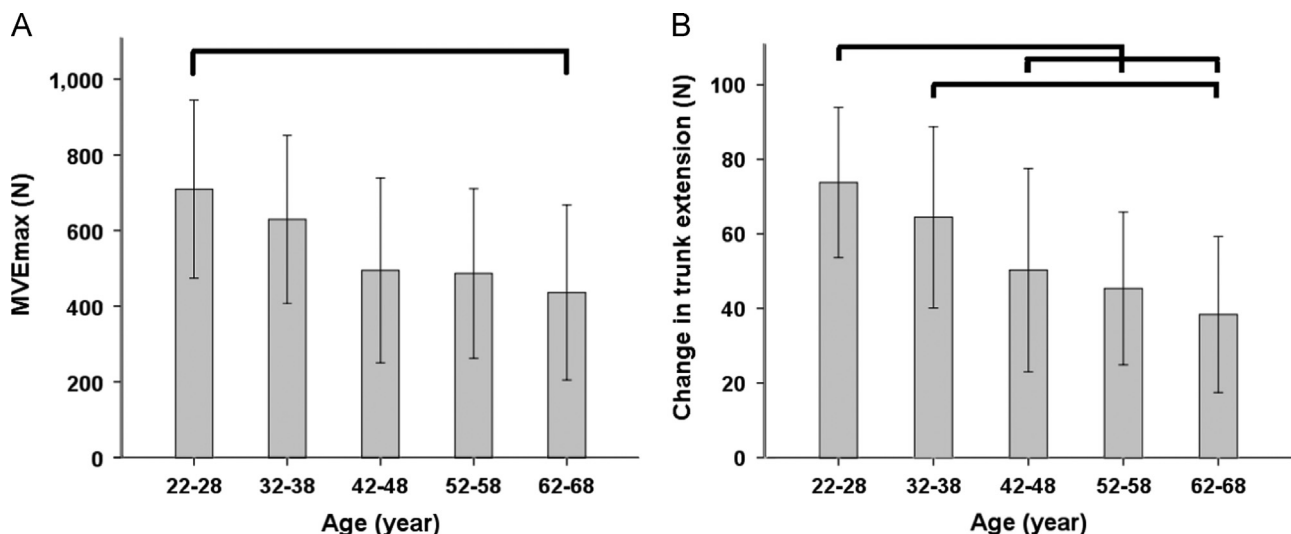 A
MVEmax (N)
1,000
800
600
400
200
0
22-28 32-38 42-48 52-58 62-68
Age (year)
B
Change in trunk extension (N)
100
80
60
40
20
0
22-28 32-38 42-48 52-58 62-68
Age (year)